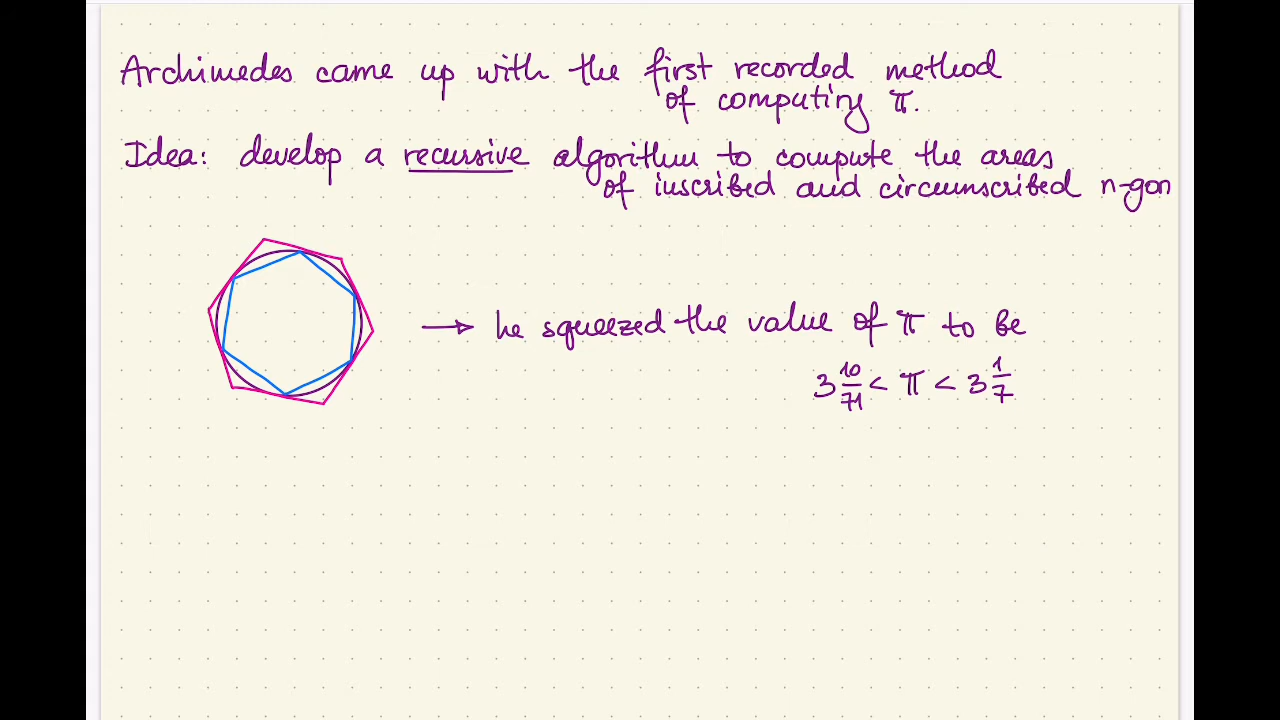 Archimedes came up with the first recorded method
of computing π.
Idea: develop a recursive algorithm to compute the areas
of inscribed and circumscribed n-gon
→ he squeezed the value of π to be
3 10/71 < π < 3 1/7